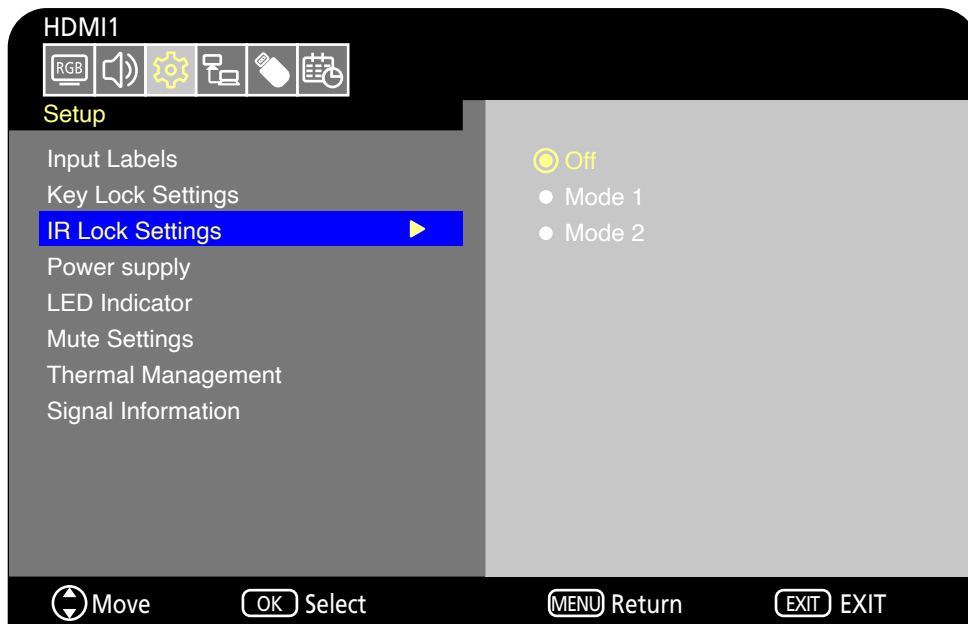 HDMI1
RGB
Setup
Input Labels
Key Lock Settings
IR Lock Settings
Power supply
LED Indicator
Mute Settings
Thermal Management
Signal Information
Off
Mode 1
Mode 2
Move OK Select MENU Return EXIT EXIT